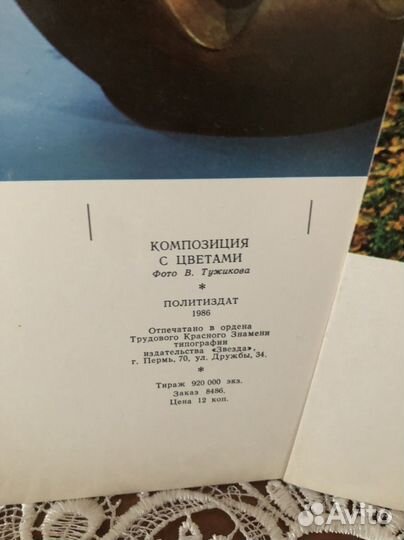 КОМПОЗИЦИЯ
С ЦВЕТАМИ
Фото В. Тужикова
*
ПОЛИТИЗДАТ
1986
Отпечатано в ордена
Трудового Красного Знамени
типографии
издательства «Звезда»,
г. Пермь, 70, ул. Дружбы, 34.
*
Тираж 920 000 экз.
Заказ 8486.
Цена 12 коп.
Avito